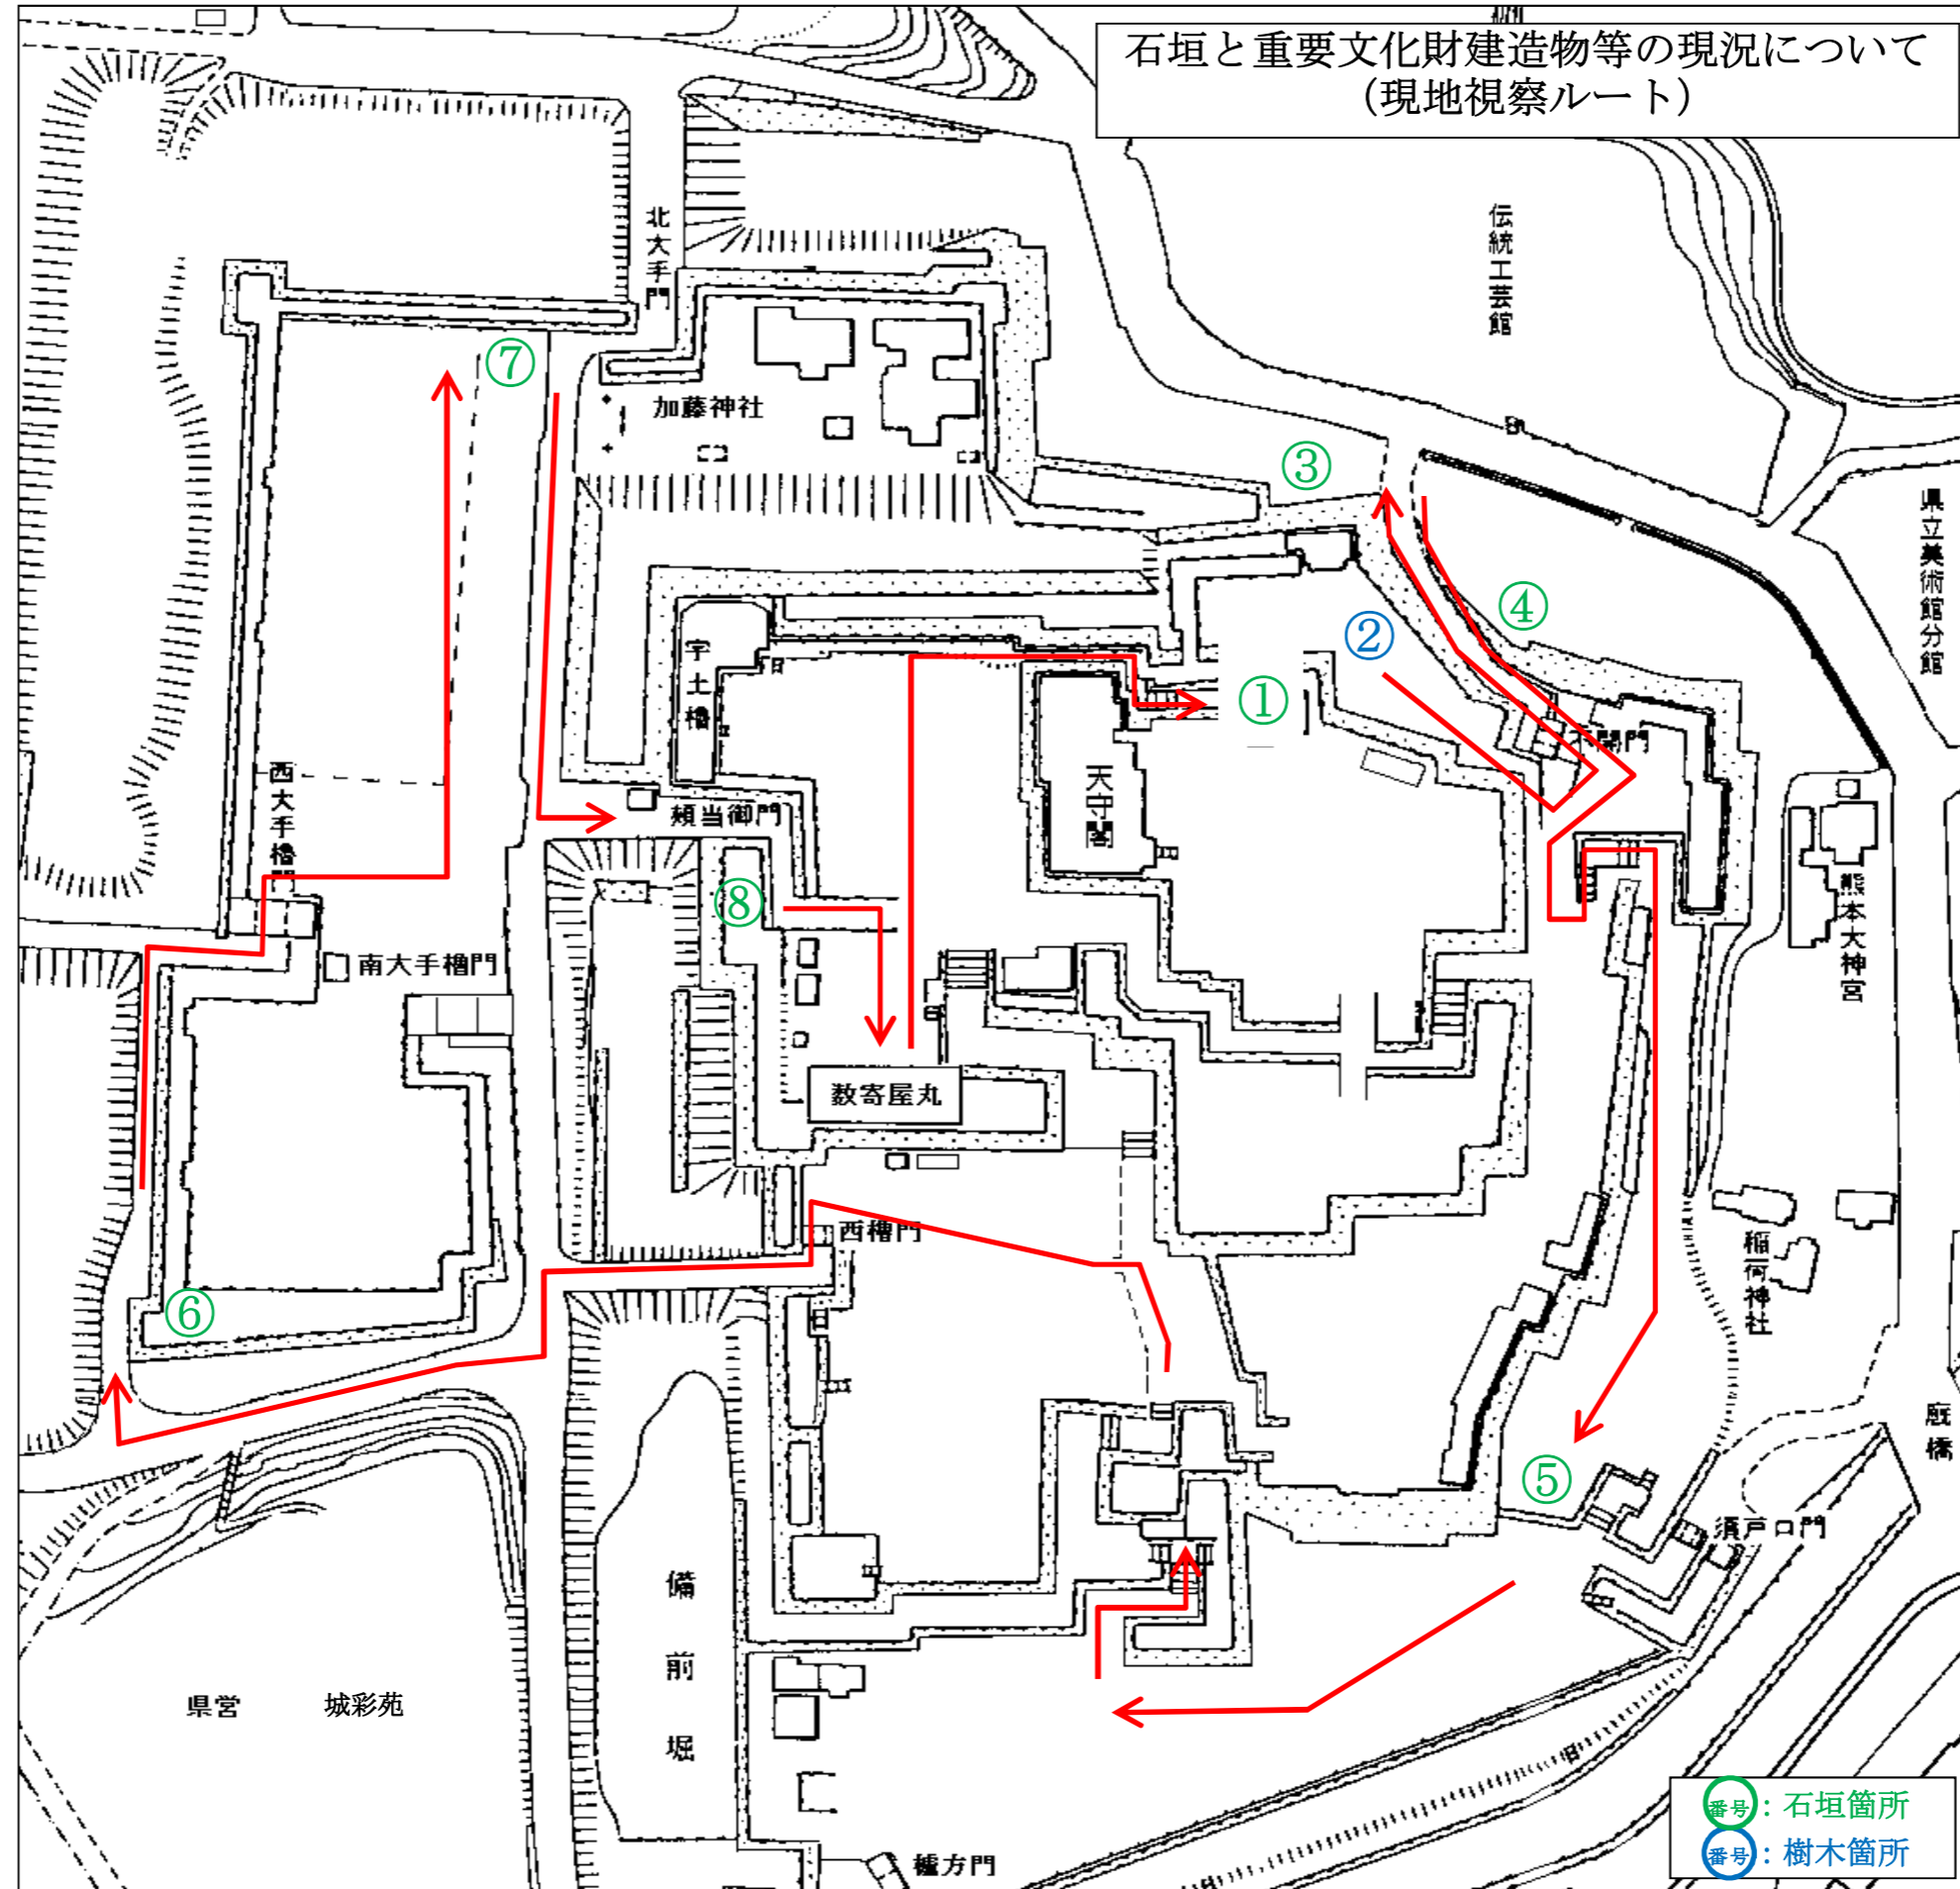 石垣と重要文化財建造物等の現況について
（現地視察ルート）
北大手門
伝統工芸館
⑦
加藤神社
③
県立美術館分館
④
②
宇土櫓
①
開門
天守閣
西大手櫓門
頬当御門
⑧
熊本大神宮
南大手櫓門
数寄屋丸
西櫓門
稲荷神社
⑥
厩橋
⑤
須戸口門
備前堀
県営
城彩苑
櫨方門
番号：石垣箇所
番号：樹木箇所